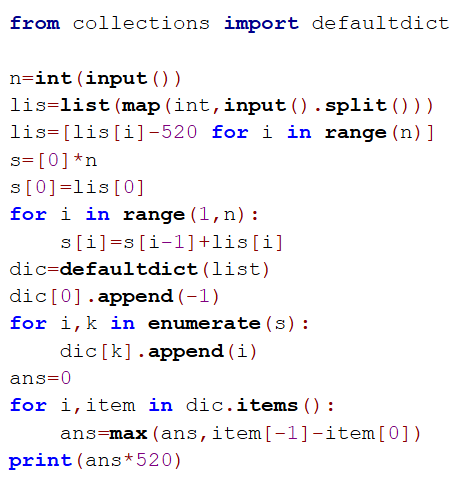 from collections import defaultdict

n=int(input())
lis=list(map(int,input().split()))
lis=[lis[i]-520 for i in range(n)]
s=[0]*n
s[0]=lis[0]
for i in range(1,n):
    s[i]=s[i-1]+lis[i]
dic=defaultdict(list)
dic[0].append(-1)
for i,k in enumerate(s):
    dic[k].append(i)
ans=0
for i,item in dic.items():
    ans=max(ans,item[-1]-item[0])
print(ans*520)